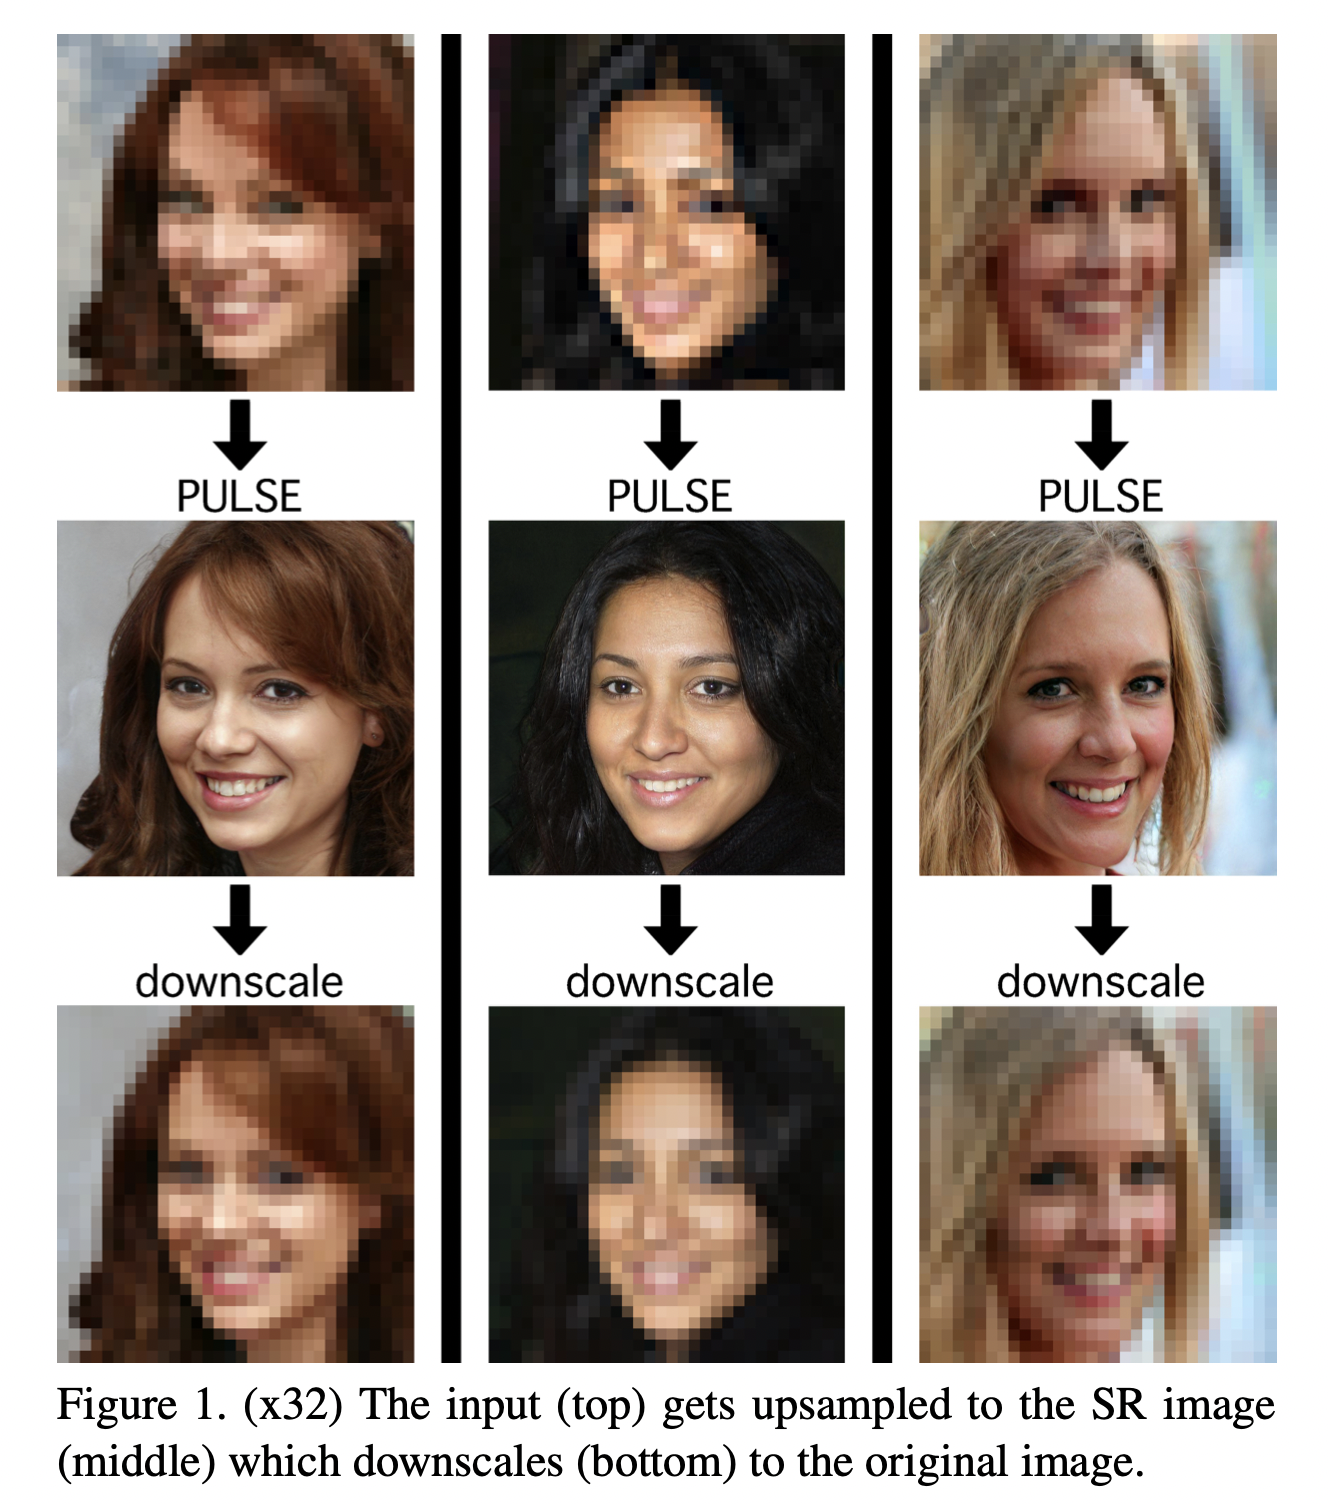 PULSE PULSE PULSE
downscale downscale downscale
Figure 1. (x32) The input (top) gets upsampled to the SR image
(middle) which downscales (bottom) to the original image.